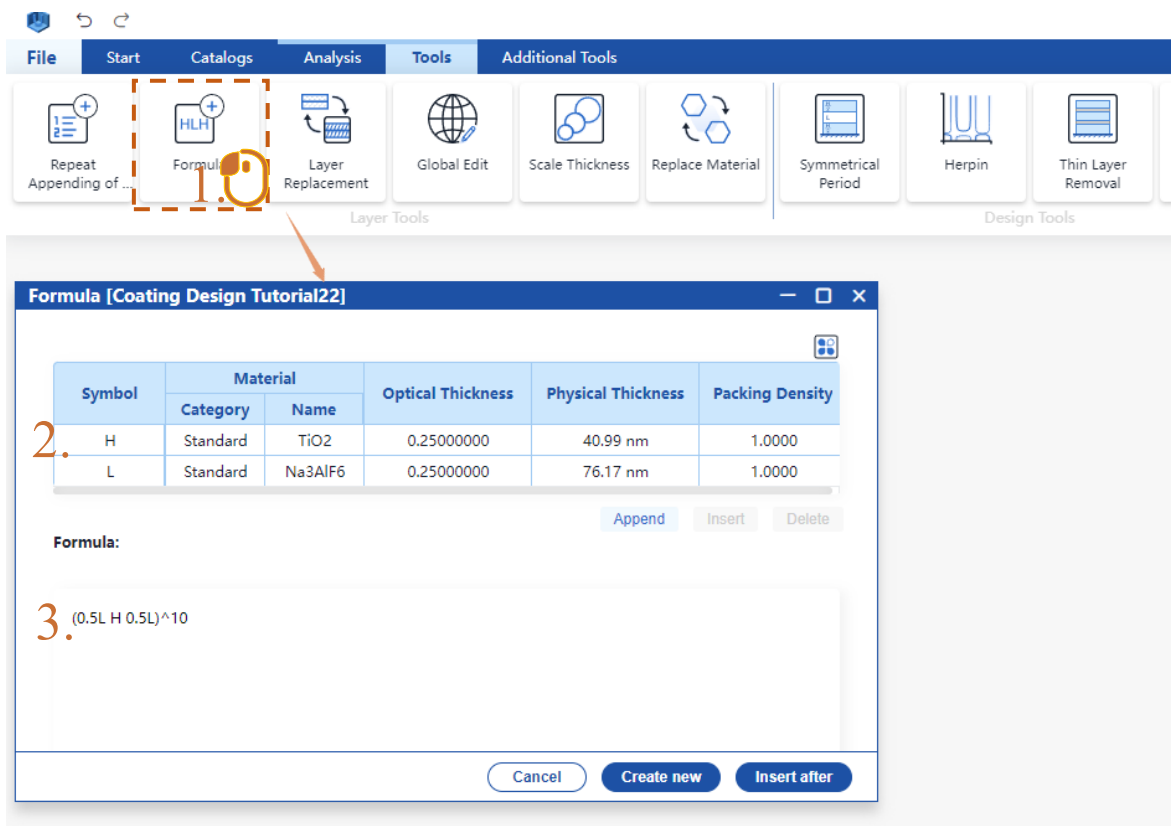 File Start Catalogs Analysis Tools Additional Tools
1
2
HLH
L
Repeat
Appending of ...
Formula
Layer
Replacement
Global Edit
Scale Thickness
Replace Material
Symmetrical
Period
Herpin
Thin Layer
Removal
1.
Layer Tools
Design Tools
Formula [Coating Design Tutorial22]
Symbol Material Optical Thickness Physical Thickness Packing Density
Category Name
2.
H Standard TiO2 0.25000000 40.99 nm 1.0000
L Standard Na3AlF6 0.25000000 76.17 nm 1.0000
Append Insert Delete
Formula:
3.
(0.5L H 0.5L)^10
Cancel Create new Insert after